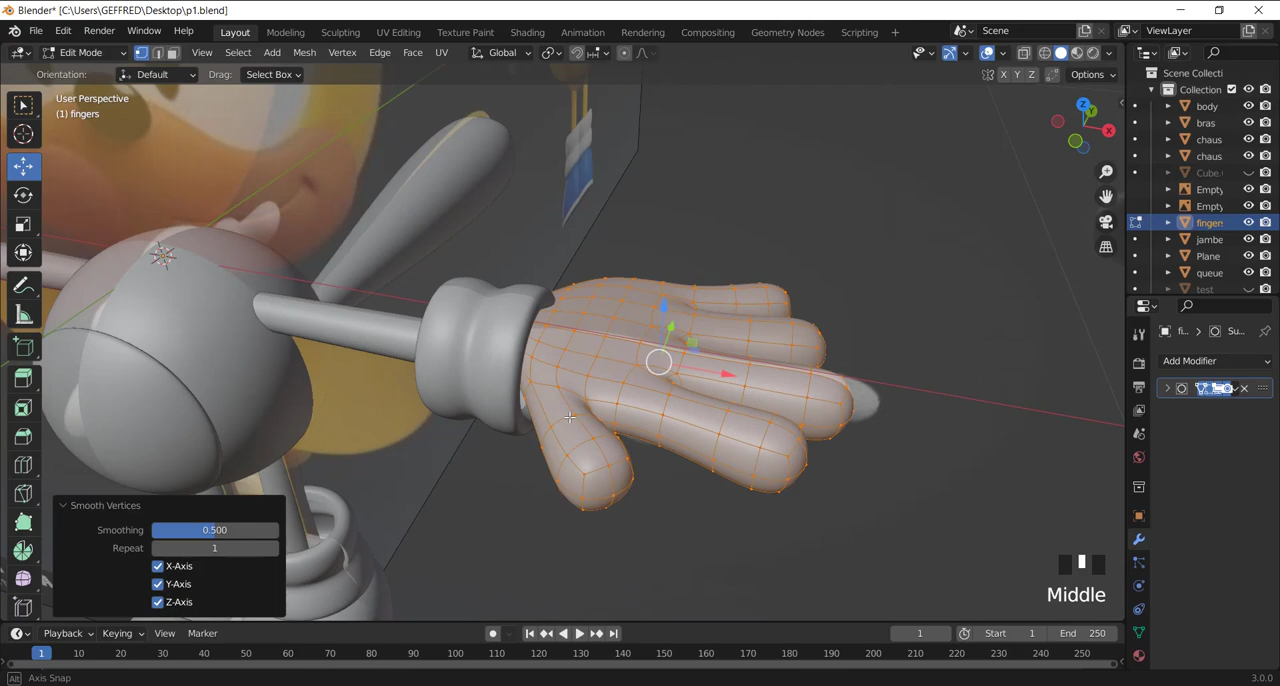 Blender* [C:\Users\GEFFRED\Desktop\p1.blend]
File Edit Render Window Help Layout Modeling Sculpting UV Editing Texture Paint Shading Animation Rendering Compositing Geometry Nodes Scripting + Scene ViewLayer
Edit Mode View Select Add Mesh Vertex Edge Face UV Global
Orientation: Default Drag: Select Box X Y Z Options
User Perspective
(1) fingers
Z
Y
X
Scene Collecti
Collection
body
bras
chaus
chaus
Cube.
Empty
Empty
fingers
jambe
Plane
queue
test
fi... Su...
Add Modifier
Smooth Vertices
Smoothing 0.500
Repeat 1
X-Axis
Y-Axis
Z-Axis
Middle
Playback Keying View Marker 1 Start 1 End 250
1 10 20 30 40 50 60 70 80 90 100 110 120 130 140 150 160 170 180 190 200 210 220 230 240 250
Alt Axis Snap 3.0.0